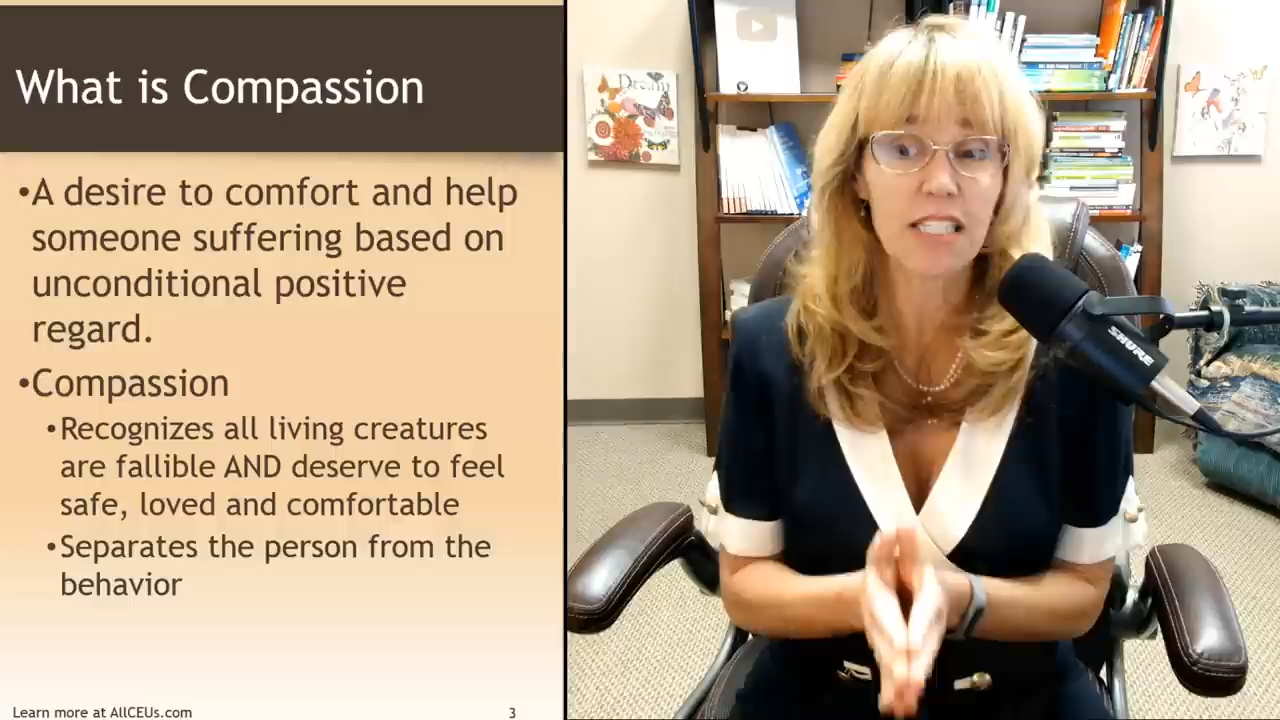 What is Compassion
•A desire to comfort and help
someone suffering based on
unconditional positive
regard.
•Compassion
•Recognizes all living creatures
are fallible AND deserve to feel
safe, loved and comfortable
•Separates the person from the
behavior
Learn more at AllCEUs.com
3
Dream
SHURE